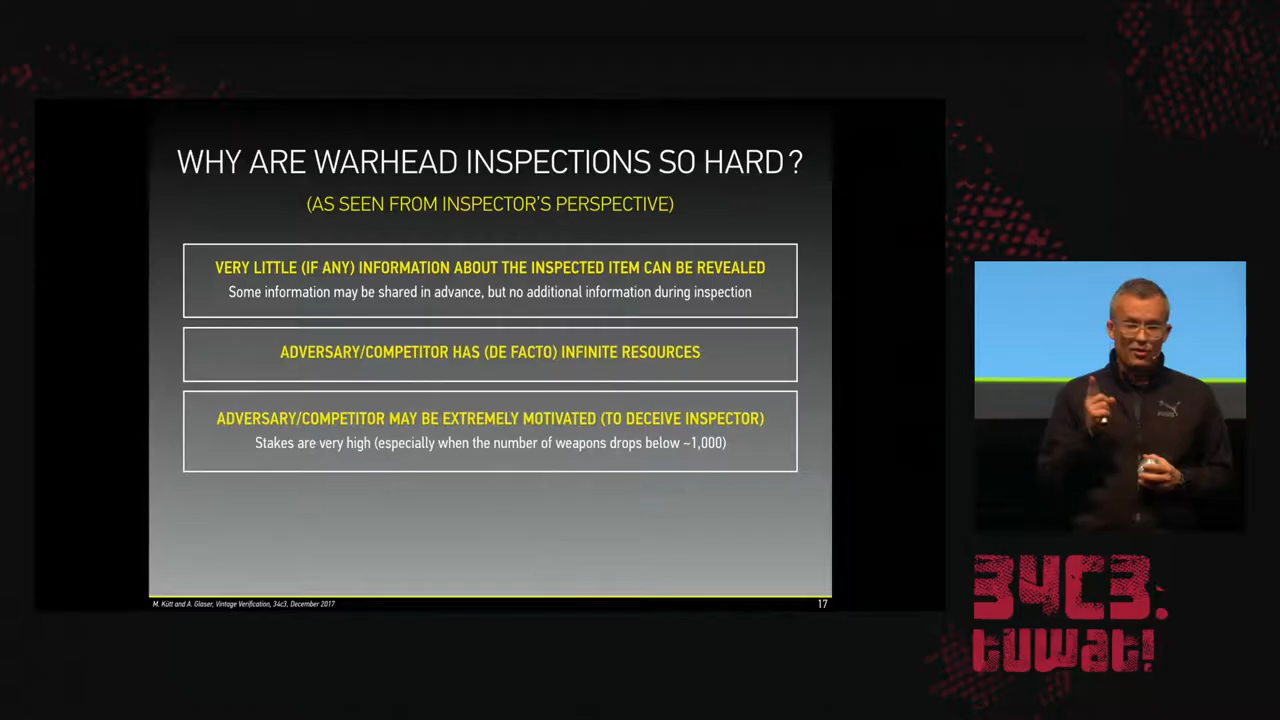 WHY ARE WARHEAD INSPECTIONS SO HARD?
(AS SEEN FROM INSPECTOR'S PERSPECTIVE)
VERY LITTLE (IF ANY) INFORMATION ABOUT THE INSPECTED ITEM CAN BE REVEALED
Some information may be shared in advance, but no additional information during inspection
ADVERSARY/COMPETITOR HAS (DE FACTO) INFINITE RESOURCES
ADVERSARY/COMPETITOR MAY BE EXTREMELY MOTIVATED (TO DECEIVE INSPECTOR)
Stakes are very high (especially when the number of weapons drops below ~1,000)
M. Kütt and A. Glaser, Vintage Verification, 34c3, December 2017
17
34C3.
tuwat!